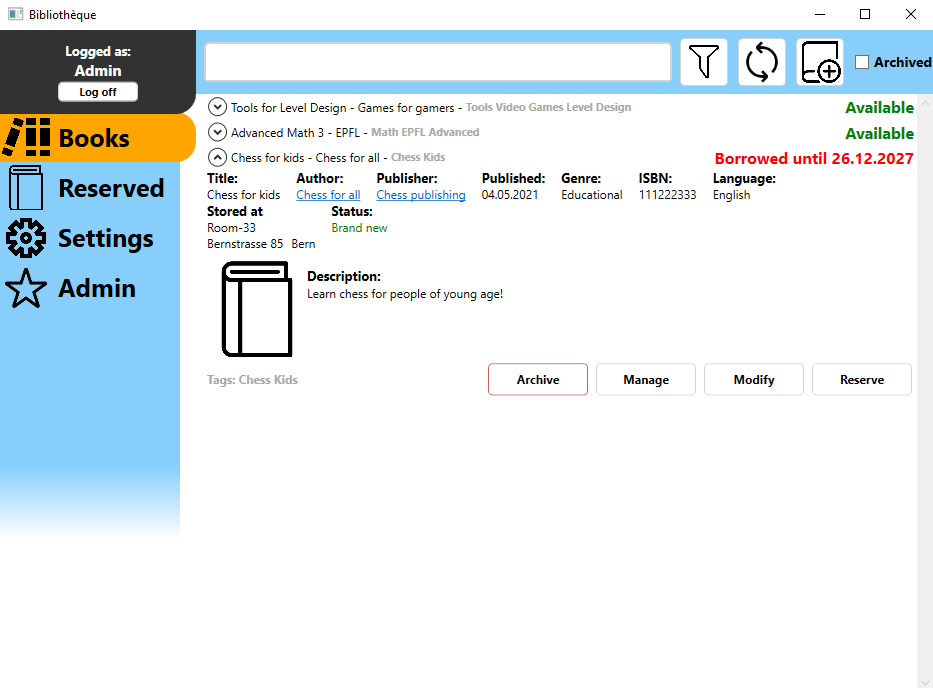 Bibliothèque
Logged as:
Admin
Log off
Archived
Books
Reserved
Settings
Admin
Tools for Level Design - Games for gamers - Tools Video Games Level Design Available
Advanced Math 3 - EPFL - Math EPFL Advanced Available
Chess for kids - Chess for all - Chess Kids Borrowed until 26.12.2027
Title: Author: Publisher: Published: Genre: ISBN: Language:
Chess for kids Chess for all Chess publishing 04.05.2021 Educational 111222333 English
Stored at Status:
Room-33 Brand new
Bernstrasse 85 Bern
Description:
Learn chess for people of young age!
Tags: Chess Kids Archive Manage Modify Reserve